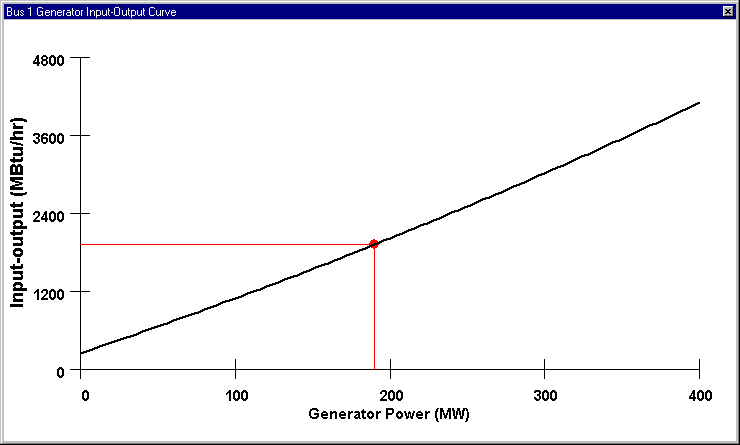 Bus 1 Generator Input-Output Curve
4800
3600
2400
1200
0
Input-output (MBtu/hr)
0 100 200 300 400
Generator Power (MW)